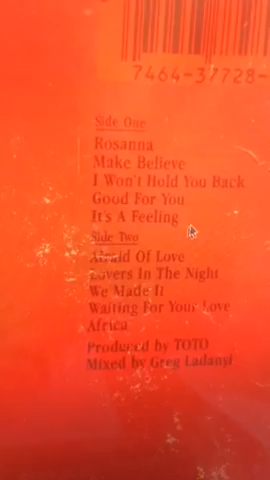 7464-37728-
Side One
Rosanna
Make Believe
I Won't Hold You Back
Good For You
It's A Feeling
Side Two
Afraid Of Love
Lovers In The Night
We Made It
Waiting For Your Love
Africa
Produced by TOTO
Mixed by Greg Ladanyi